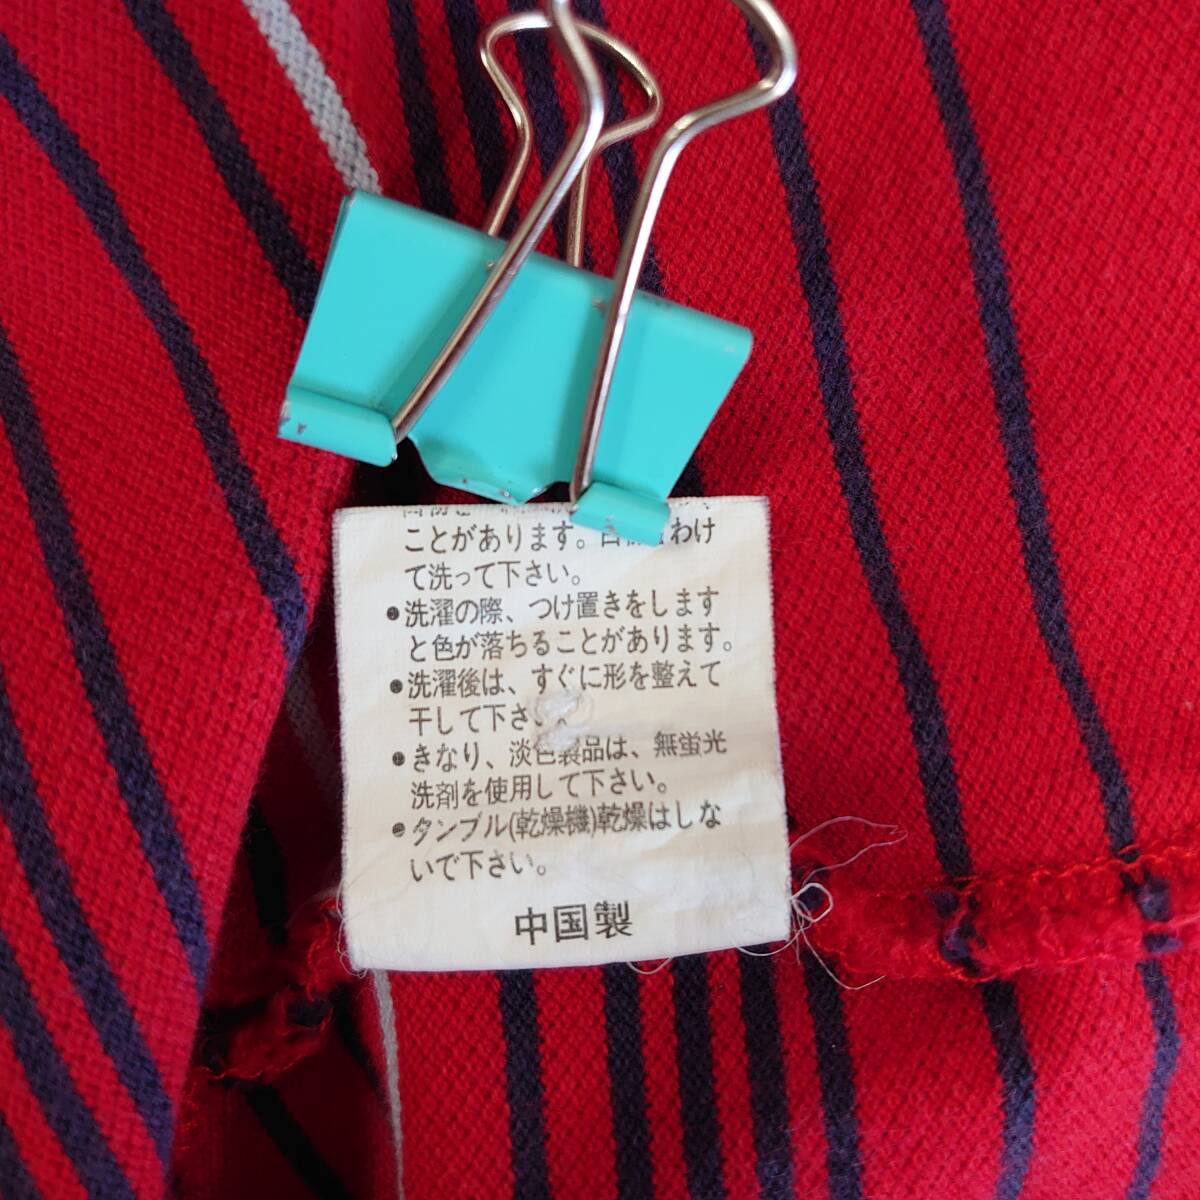 ことがあります。白 わけ
て洗って下さい。
●洗濯の際、つけ置きをします
と色が落ちることがあります。
●洗濯後は、すぐに形を整えて
干して下さい。
●きなり、淡色製品は、無蛍光
洗剤を使用して下さい。
●タンブル(乾燥機)乾燥はしな
いで下さい。
中国製